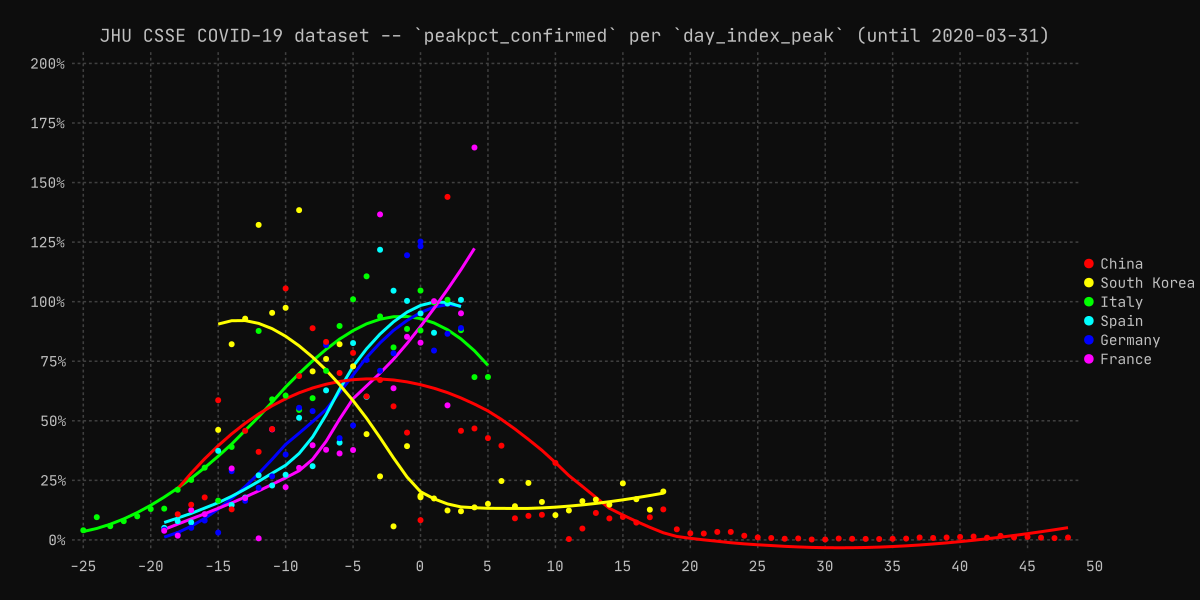 JHU CSSE COVID-19 dataset -- `peakpct_confirmed` per `day_index_peak` (until 2020-03-31)
200%
175%
150%
125%
100%
75%
50%
25%
0%
China
South Korea
Italy
Spain
Germany
France
-25 -20 -15 -10 -5 0 5 10 15 20 25 30 35 40 45 50